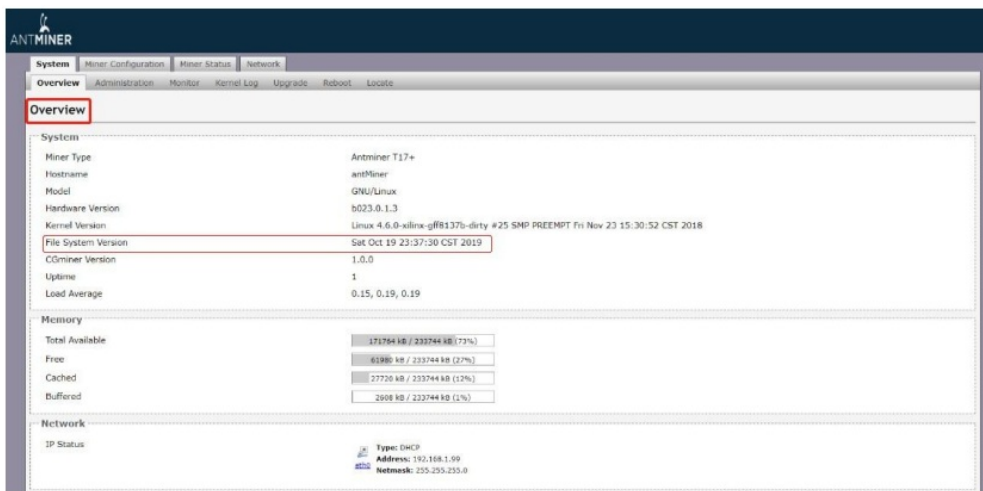 ANTMINER
System Miner Configuration Miner Status Network
Overview Administration Monitor Kernel Log Upgrade Reboot Locate
Overview
System
Miner Type Antminer T17+
Hostname antMiner
Model GNU/Linux
Hardware Version b023.0.1.3
Kernel Version Linux 4.6.0-xilinx-gff8137b-dirty #25 SMP PREEMPT Fri Nov 23 15:30:52 CST 2018
File System Version Sat Oct 19 23:37:30 CST 2019
CGminer Version 1.0.0
Uptime 1
Load Average 0.15, 0.19, 0.19
Memory
Total Available 171764 kB / 233744 kB (73%)
Free 61980 kB / 233744 kB (27%)
Cached 27720 kB / 233744 kB (12%)
Buffered 2608 kB / 233744 kB (1%)
Network
IP Status Type: DHCP
Address: 192.168.1.99
eth0 Netmask: 255.255.255.0